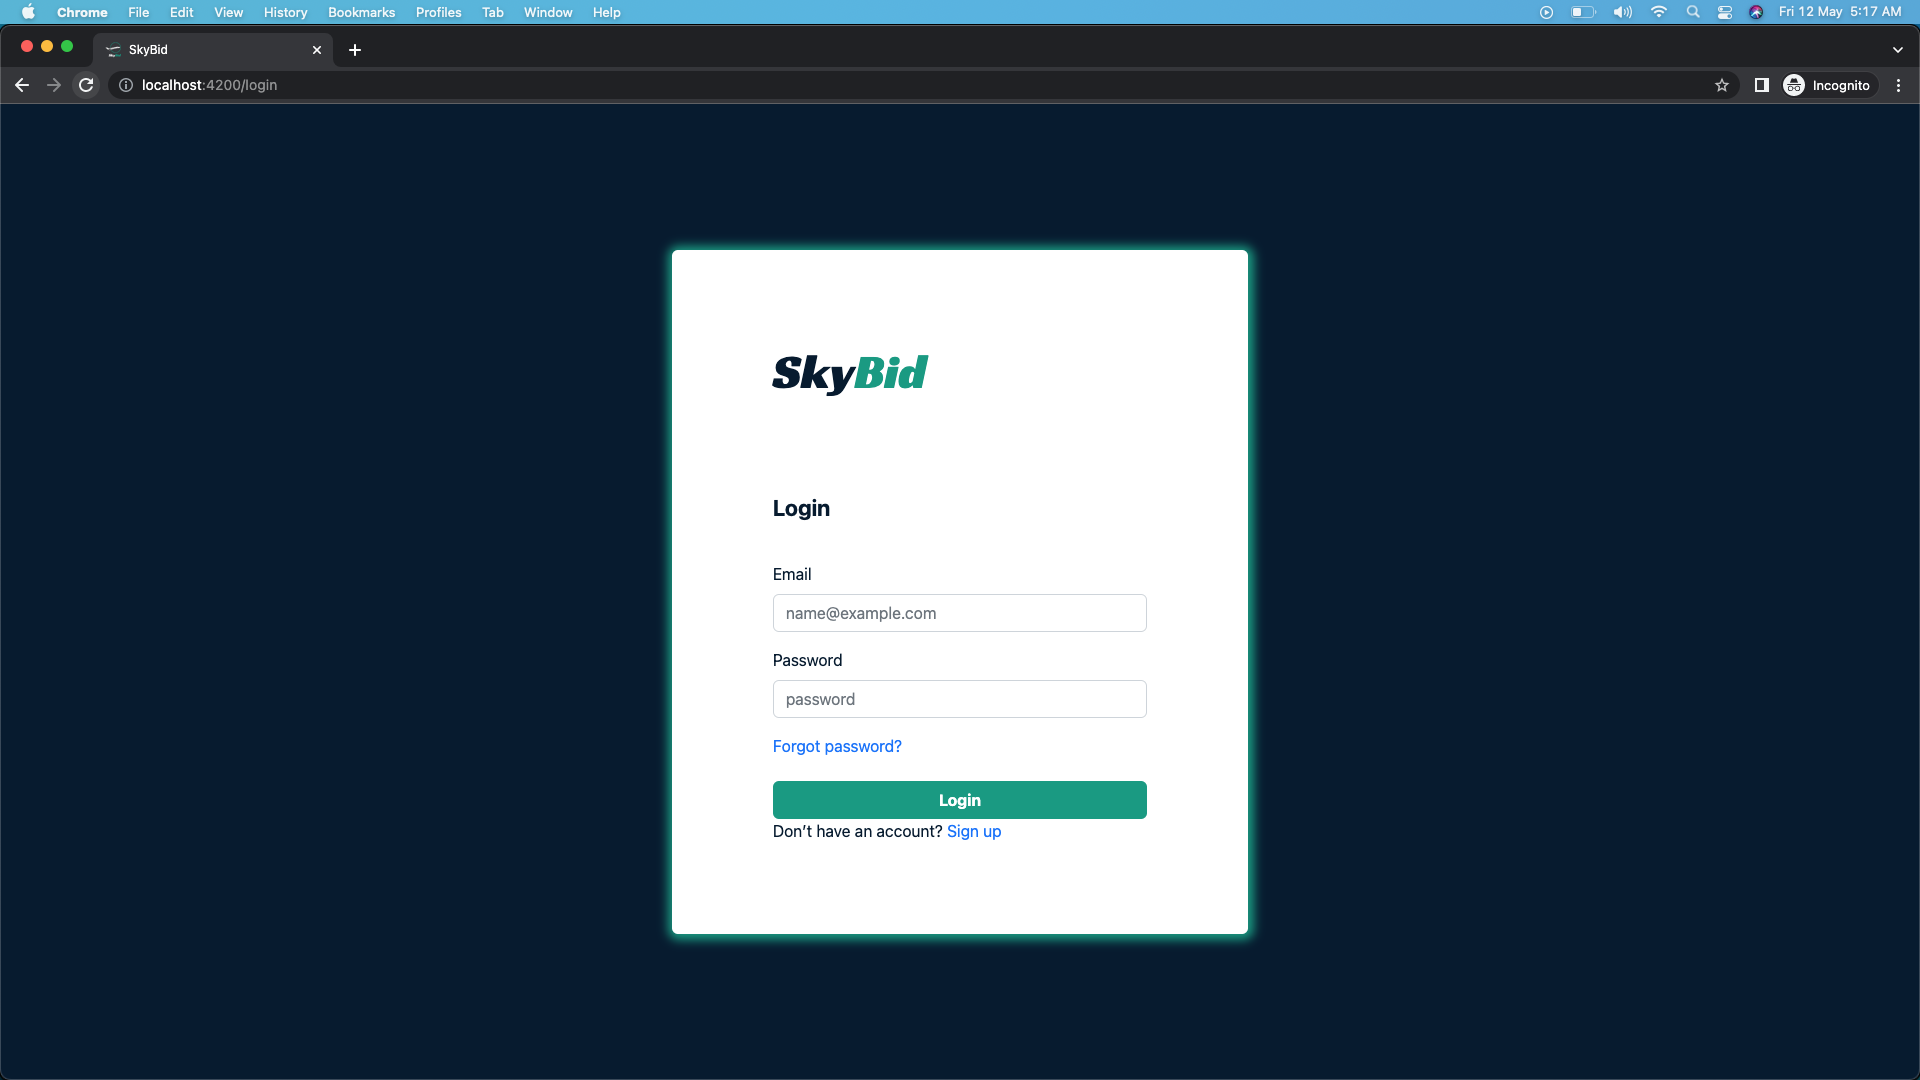 Chrome File Edit View History Bookmarks Profiles Tab Window Help Fri 12 May 5:17 AM
SkyBid
localhost:4200/login Incognito
SkyBid
Login
Email
name@example.com
Password
password
Forgot password?
Login
Don't have an account? Sign up